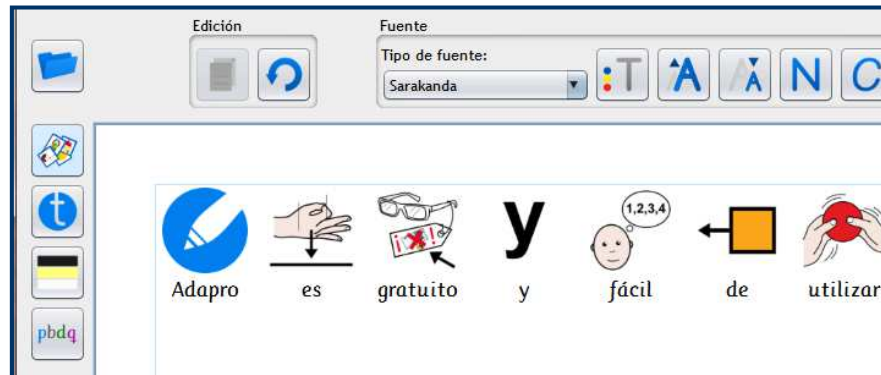 Edición
Fuente
Tipo de fuente:
Sarakanda
T A A N C
t
1,2,3,4
y
Adapro es gratuito y fácil de utilizar
pbdq